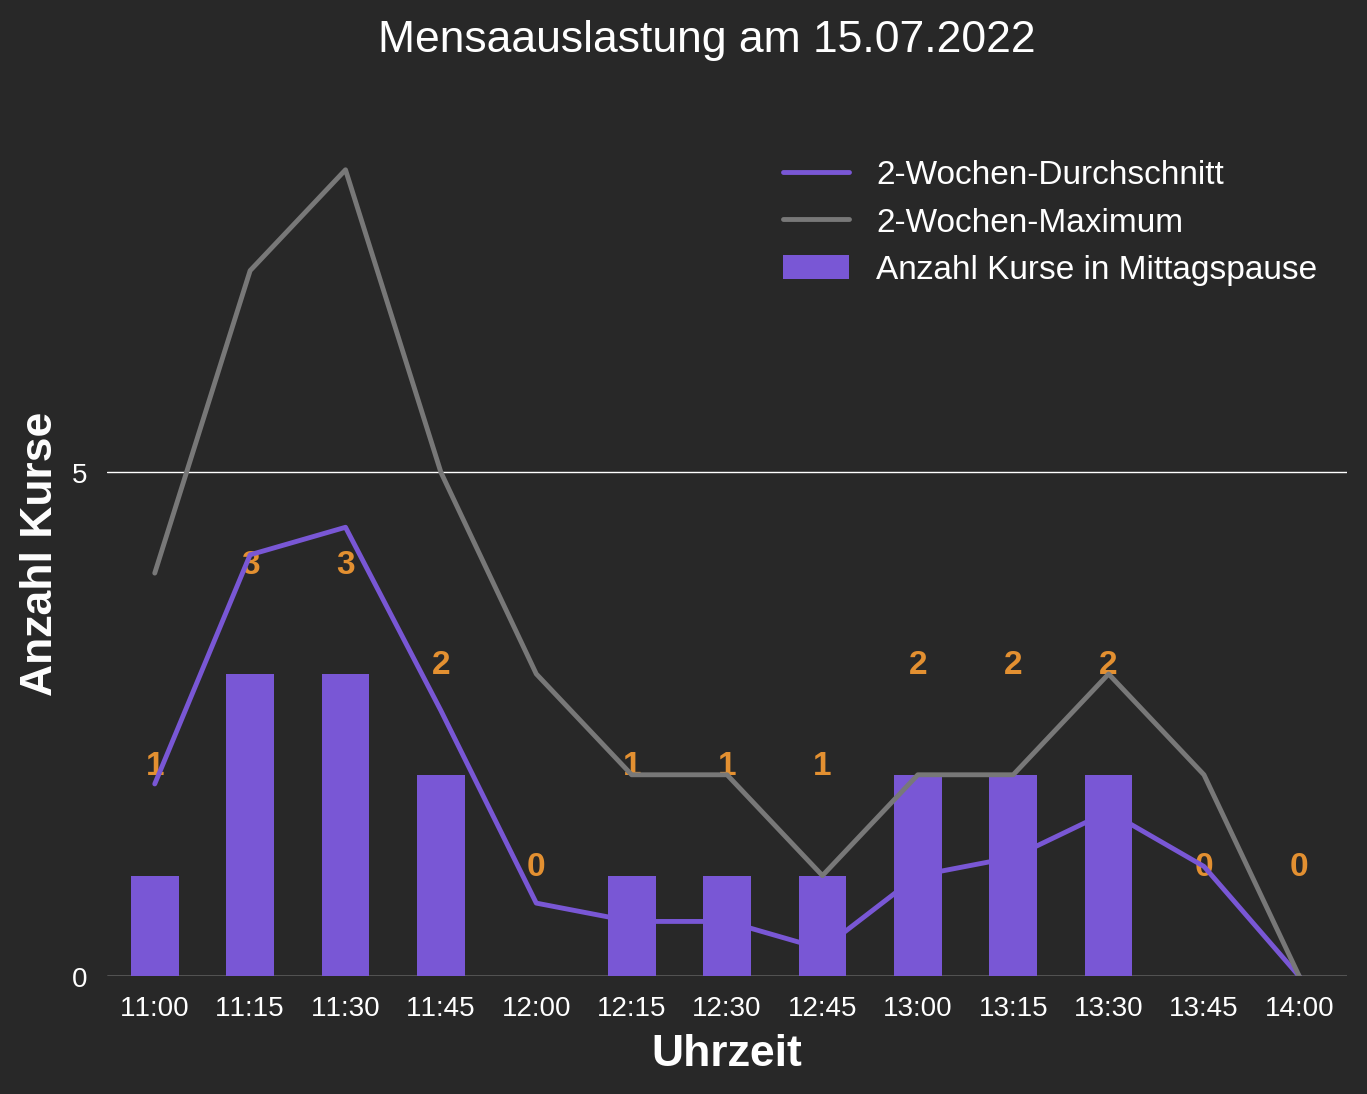 Mensaauslastung am 15.07.2022
2-Wochen-Durchschnitt
2-Wochen-Maximum
Anzahl Kurse in Mittagspause
Anzahl Kurse
5
0
1
3
3
2
0
1
1
1
2
2
2
0
0
11:00 11:15 11:30 11:45 12:00 12:15 12:30 12:45 13:00 13:15 13:30 13:45 14:00
Uhrzeit